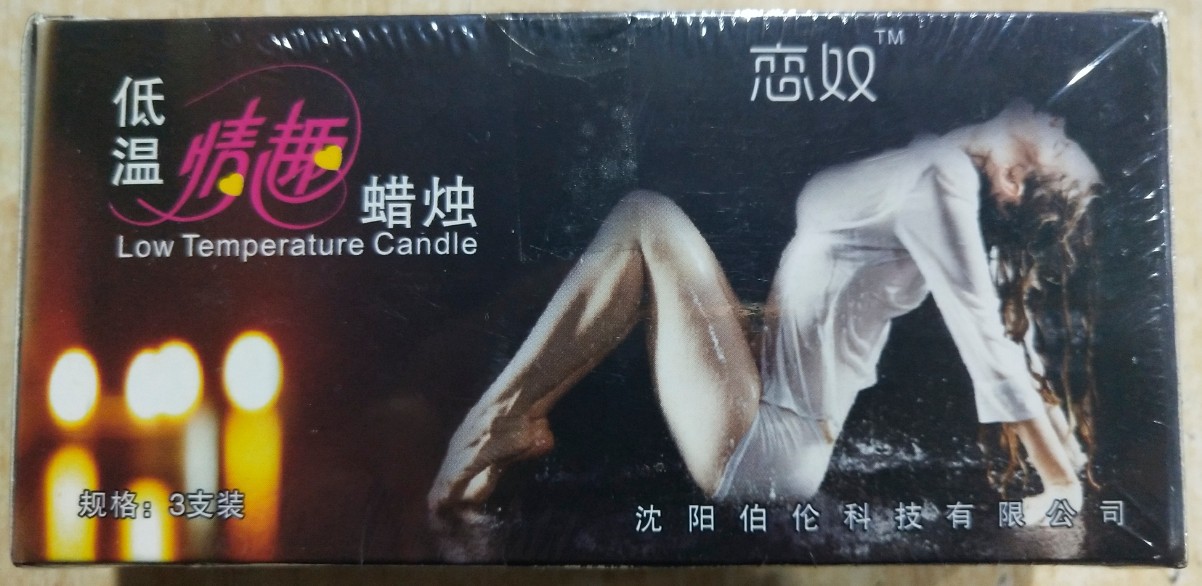 恋奴™
低温情趣蜡烛
Low Temperature Candle
规格：3支装
沈阳伯伦科技有限公司